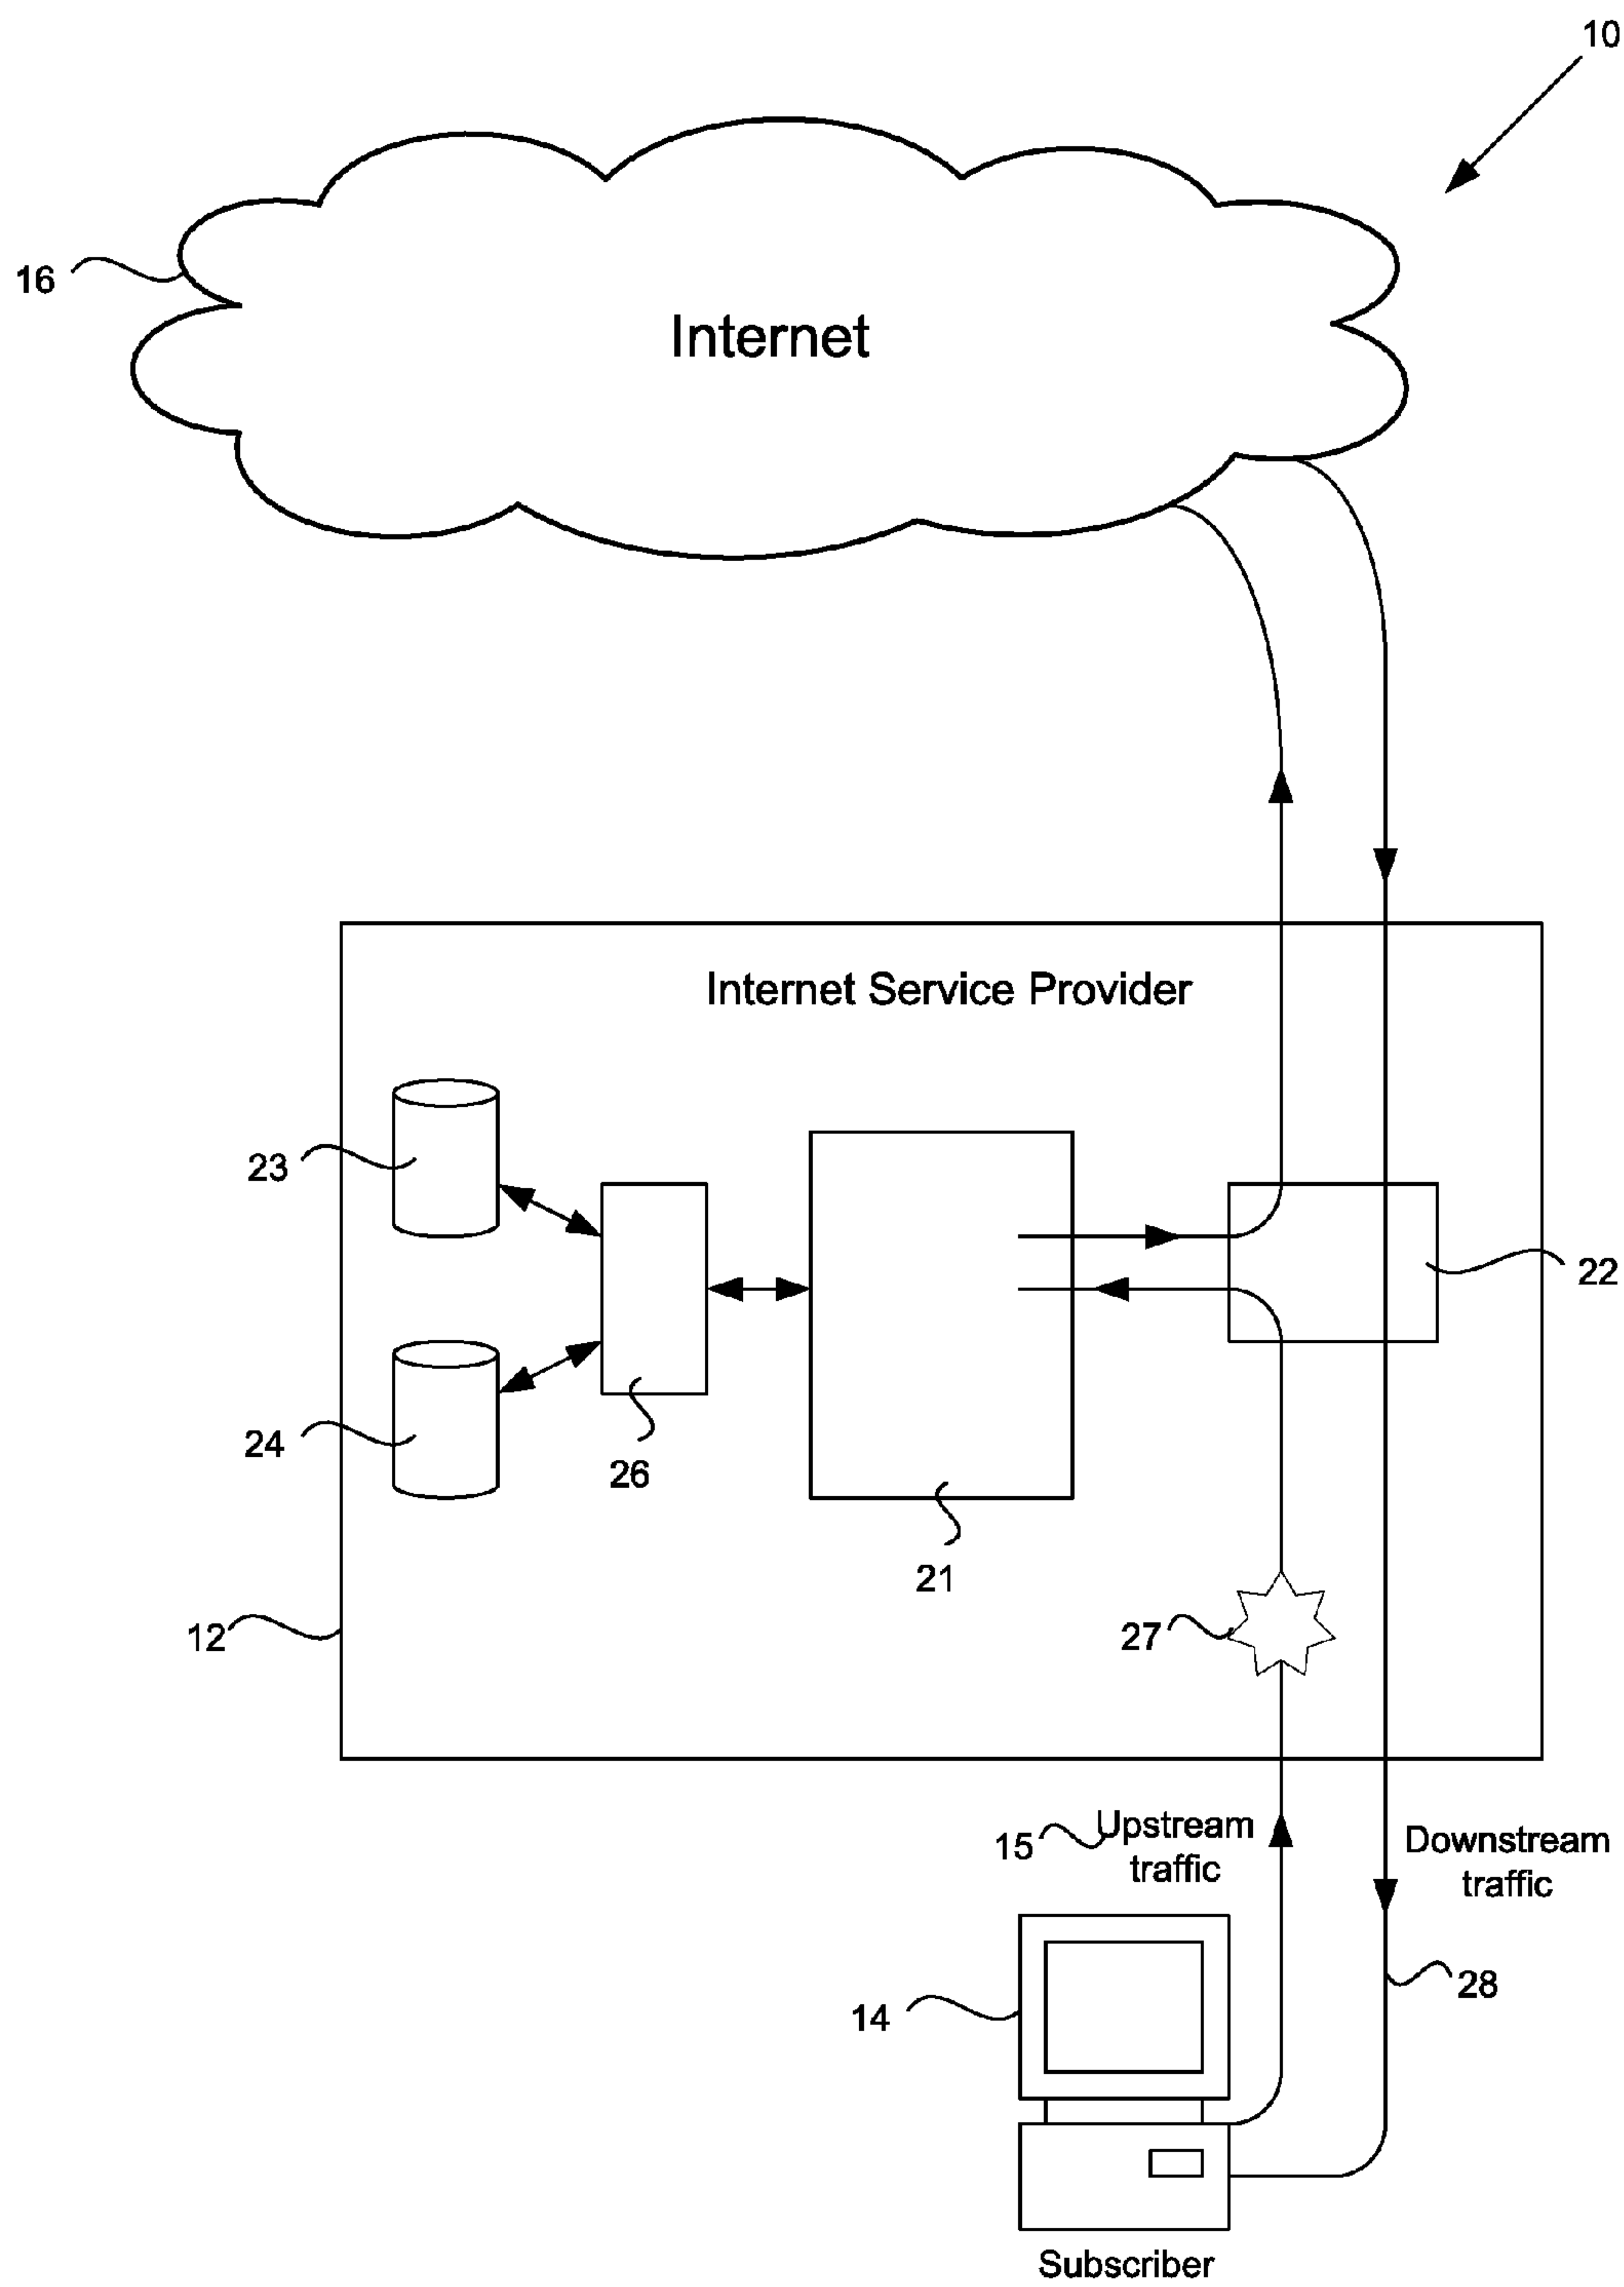 10
16
Internet
Internet Service Provider
23
22
24
26
21
12
27
15
Upstream
traffic
Downstream
traffic
28
14
Subscriber